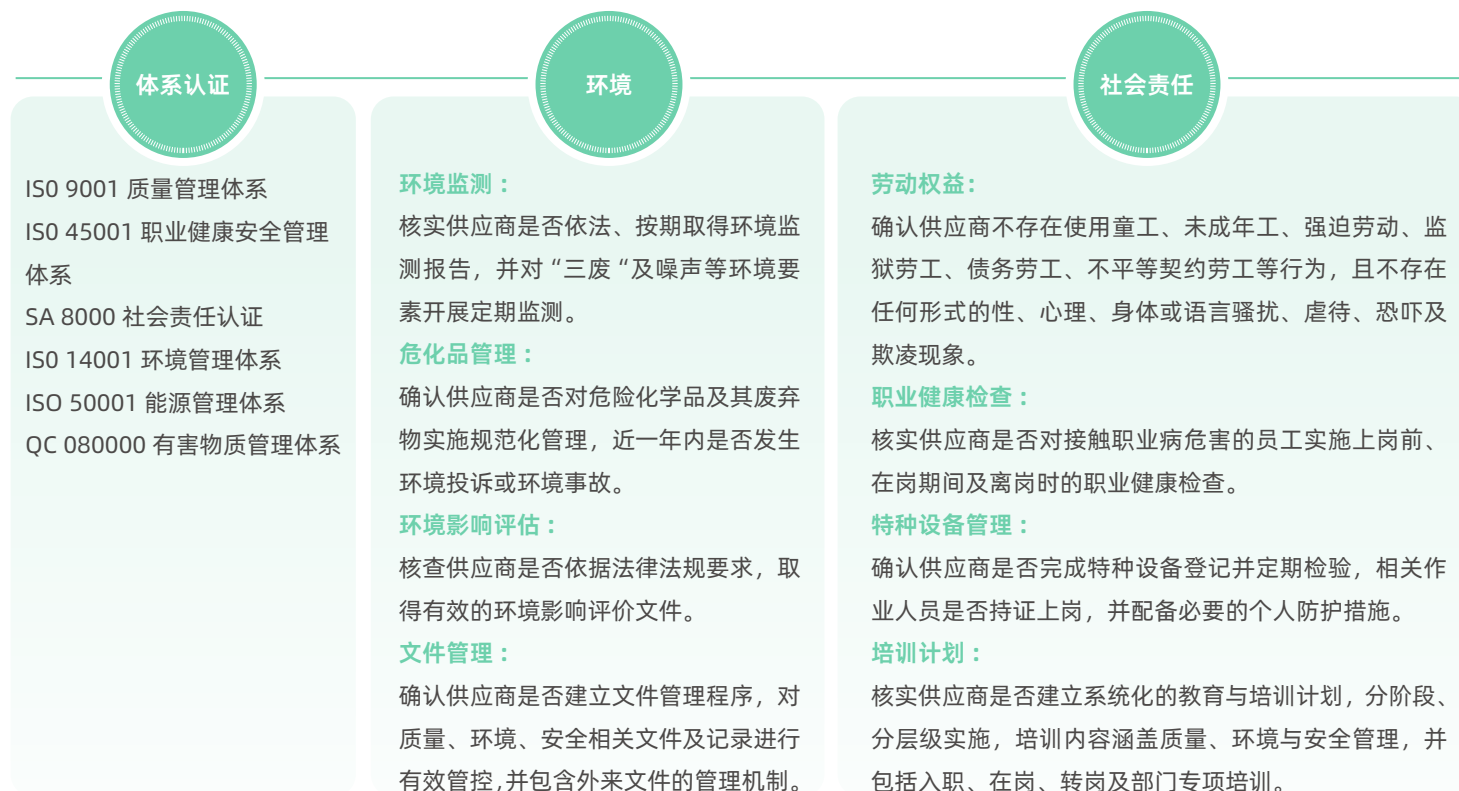 体系认证
IS0 9001 质量管理体系
IS0 45001 职业健康安全管理
体系
SA 8000 社会责任认证
IS0 14001 环境管理体系
ISO 50001 能源管理体系
QC 080000 有害物质管理体系
环境
环境监测：
核实供应商是否依法、按期取得环境监
测报告，并对“三废“及噪声等环境要
素开展定期监测。
危化品管理：
确认供应商是否对危险化学品及其废弃
物实施规范化管理，近一年内是否发生
环境投诉或环境事故。
环境影响评估：
核查供应商是否依据法律法规要求，取
得有效的环境影响评价文件。
文件管理：
确认供应商是否建立文件管理程序，对
质量、环境、安全相关文件及记录进行
有效管控,并包含外来文件的管理机制。
社会责任
劳动权益：
确认供应商不存在使用童工、未成年工、强迫劳动、监
狱劳工、债务劳工、不平等契约劳工等行为，且不存在
任何形式的性、心理、身体或语言骚扰、虐待、恐吓及
欺凌现象。
职业健康检查：
核实供应商是否对接触职业病危害的员工实施上岗前、
在岗期间及离岗时的职业健康检查。
特种设备管理：
确认供应商是否完成特种设备登记并定期检验，相关作
业人员是否持证上岗，并配备必要的个人防护措施。
培训计划：
核实供应商是否建立系统化的教育与培训计划，分阶段、
分层级实施，培训内容涵盖质量、环境与安全管理，并
包括入职、在岗、转岗及部门专项培训。